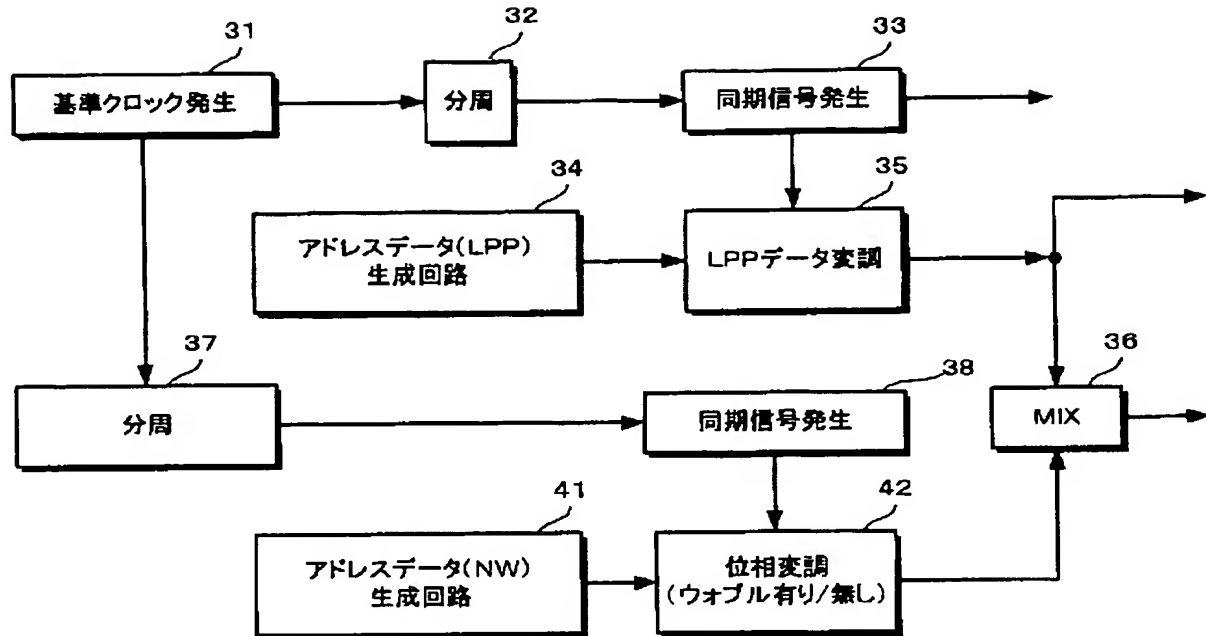 31
32
33
基準クロック発生
分周
同期信号発生
34
35
アドレスデータ(LPP)
生成回路
LPPデータ変調
37
38
36
分周
同期信号発生
MIX
41
42
アドレスデータ(NW)
生成回路
位相変調
(ウォブル有り/無し)